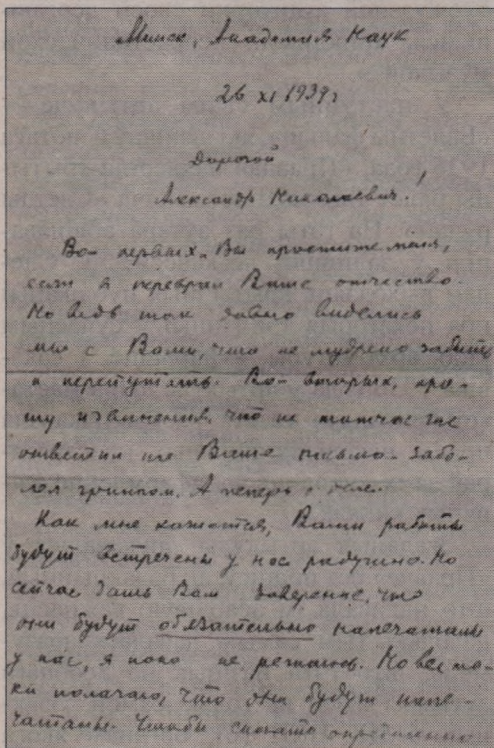 Минск, Академия Наук
26 XI 1939 г
Дорогой
Александр Николаевич!
Во-первых, Вы простите меня,
если я переврал Ваше отчество.
Но ведь так давно виделись
мы с Вами, что не мудрено забыть
и перепутать. Во-вторых, про-
шу извинения, что не тотчас же
ответил на Ваше письмо – забо-
лел гриппом. А теперь о деле.
Как мне кажется, Ваши работы
будут встречены у нас радушно. Но
сейчас дать Вам заверение, что
они будут обязательно напечатаны
у нас, я пока не решаюсь. Но все та-
ки полагаю, что они будут напе-
чатаны. Чтобы сказать определенно